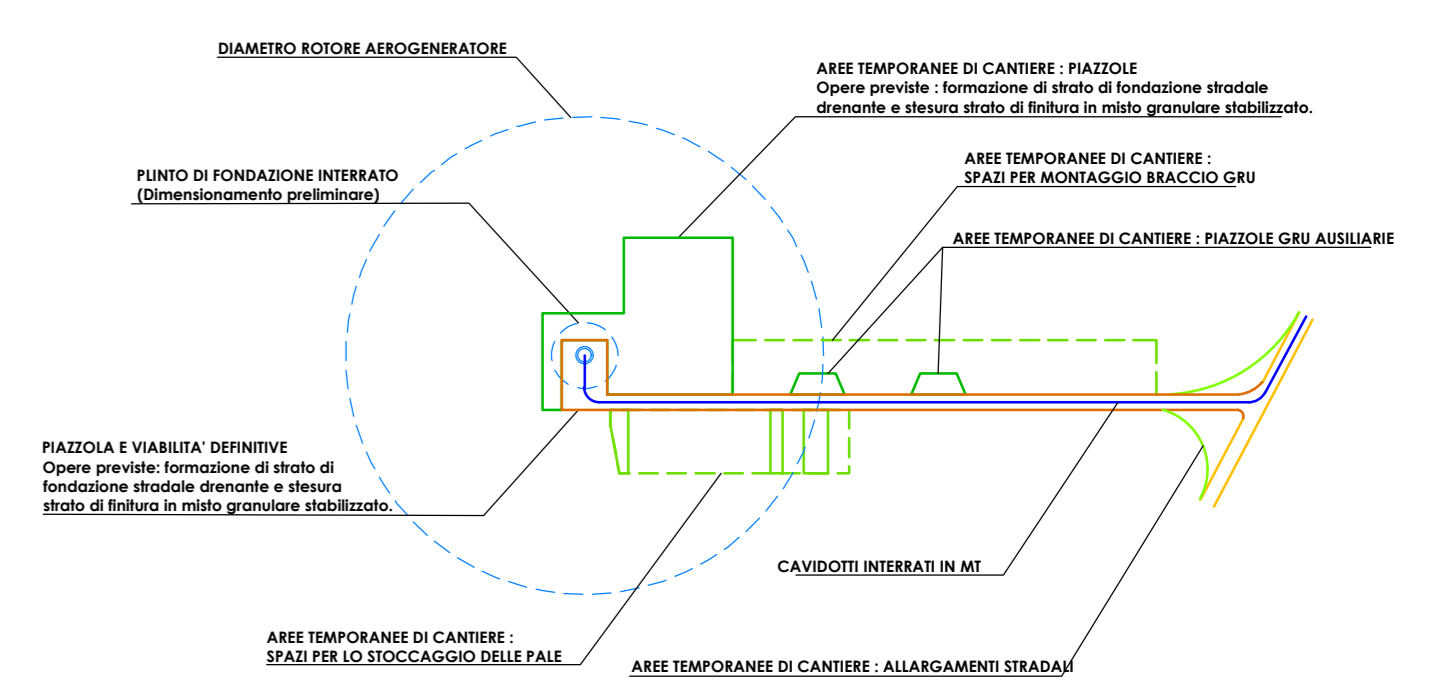 DIAMETRO ROTORE AEROGENERATORE
AREE TEMPORANEE DI CANTIERE : PIAZZOLE
Opere previste : formazione di strato di fondazione stradale
drenante e stesura strato di finitura in misto granulare stabilizzato.
PLINTO DI FONDAZIONE INTERRATO
(Dimensionamento preliminare)
AREE TEMPORANEE DI CANTIERE :
SPAZI PER MONTAGGIO BRACCIO GRU
AREE TEMPORANEE DI CANTIERE : PIAZZOLE GRU AUSILIARIE
PIAZZOLA E VIABILITA' DEFINITIVE
Opere previste: formazione di strato di
fondazione stradale drenante e stesura
strato di finitura in misto granulare stabilizzato.
CAVIDOTTI INTERRATI IN MT
AREE TEMPORANEE DI CANTIERE :
SPAZI PER LO STOCCAGGIO DELLE PALE
AREE TEMPORANEE DI CANTIERE : ALLARGAMENTI STRADALI